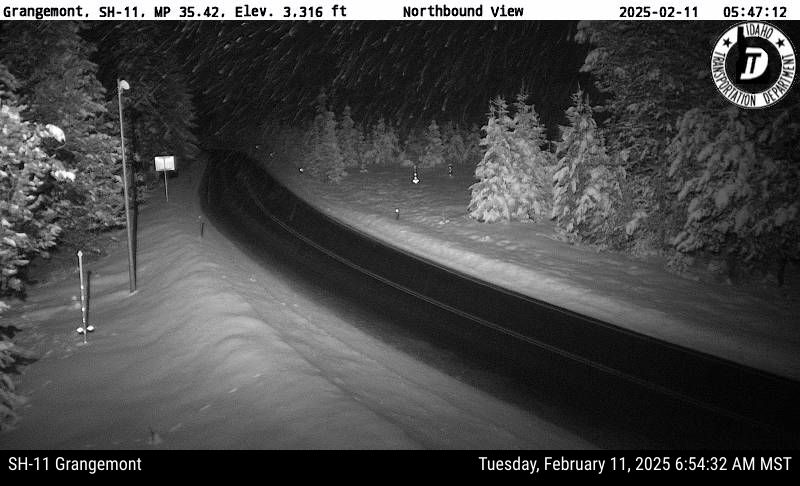 Grangemont, SH-11, MP 35.42, Elev. 3,316 ft Northbound View 2025-02-11 05:47:12
IDAHO
TRANSPORTATION DEPARTMENT
SH-11 Grangemont Tuesday, February 11, 2025 6:54:32 AM MST